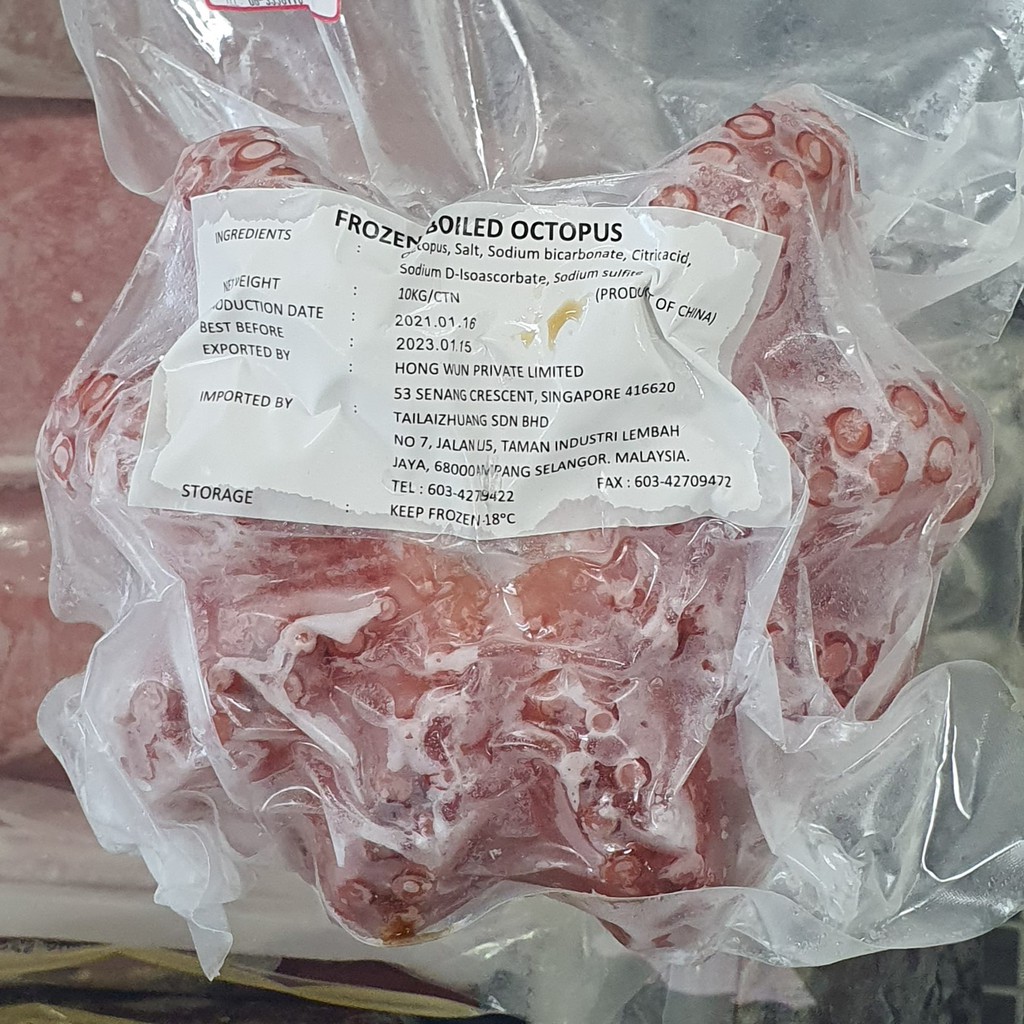 FROZEN BOILED OCTOPUS
INGREDIENTS : Octopus, Salt, Sodium bicarbonate, Citricacid,
Sodium D-Isoascorbate, Sodium sulfite
(PRODUCT OF CHINA)
NET WEIGHT : 10KG/CTN
PRODUCTION DATE : 2021.01.16
BEST BEFORE : 2023.01.15
EXPORTED BY : HONG WUN PRIVATE LIMITED
53 SENANG CRESCENT, SINGAPORE 416620
IMPORTED BY : TAILAIZHUANG SDN BHD
NO 7, JALAN U5, TAMAN INDUSTRI LEMBAH
JAYA, 68000 AMPANG SELANGOR. MALAYSIA.
TEL : 603-4279422 FAX : 603-42709472
STORAGE : KEEP FROZEN-18°C